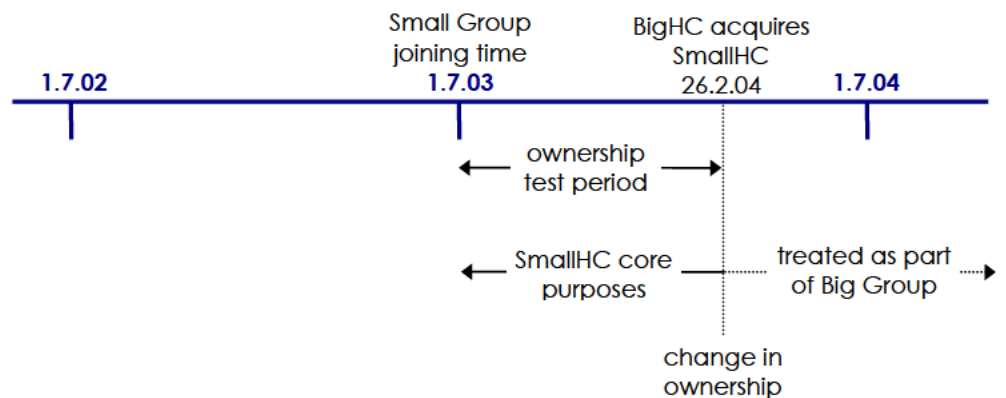 Small Group
joining time
BigHC acquires
SmallHC
1.7.02
1.7.03
26.2.04
1.7.04
ownership
test period
SmallHC core
purposes
treated as part
of Big Group
change in
ownership